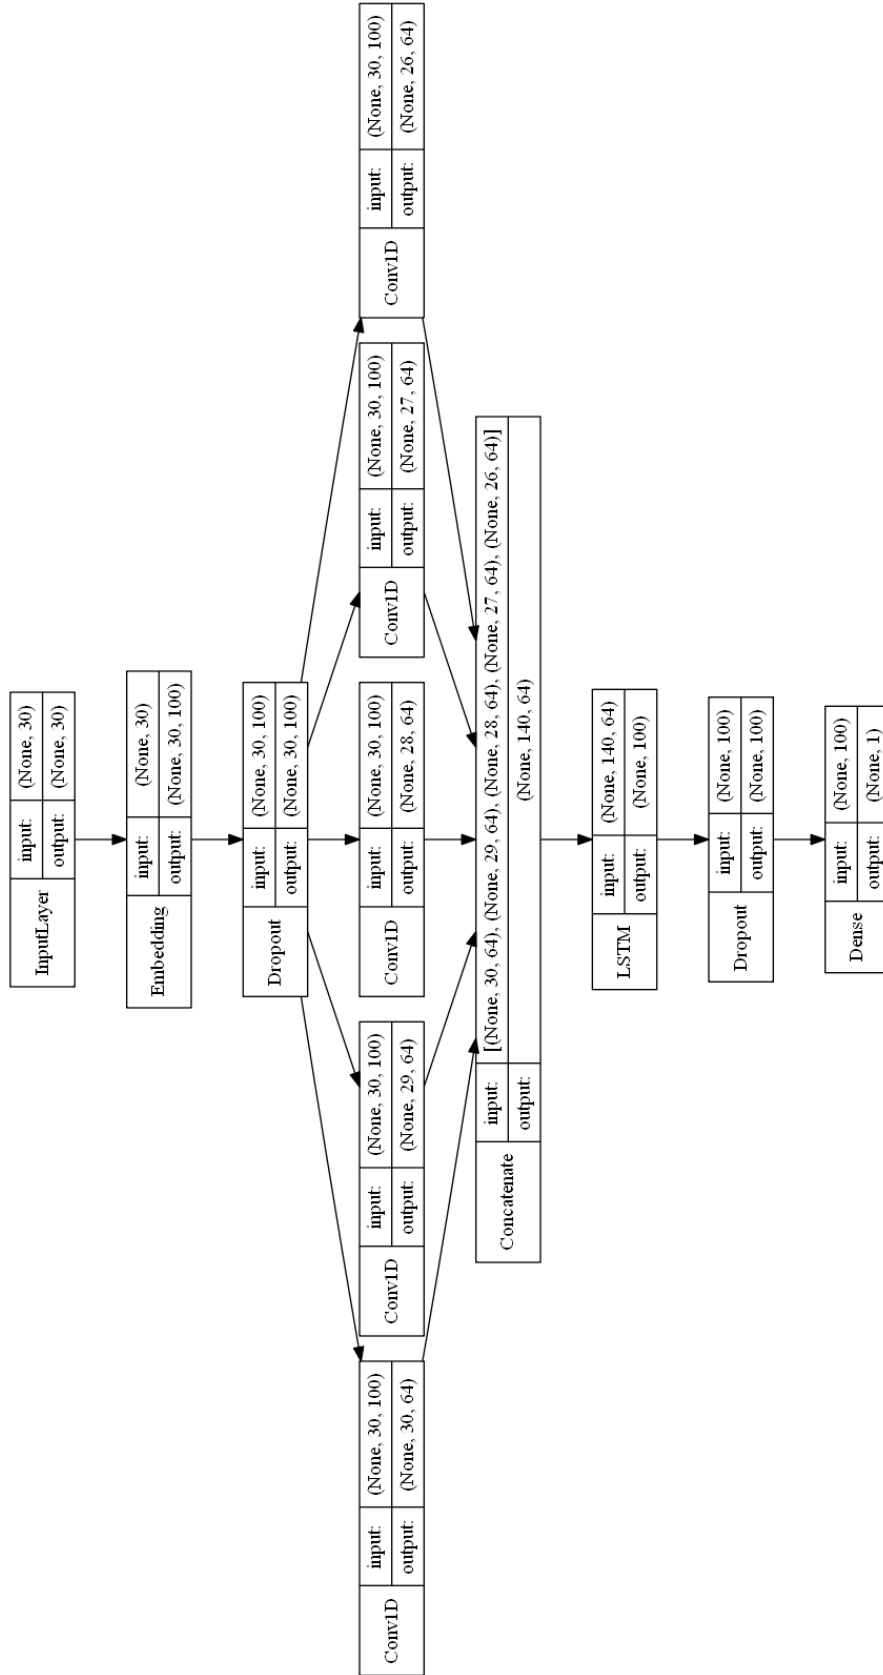 InputLayer
input:
(None, 30)
output:
(None, 30)
Embedding
input:
(None, 30)
output:
(None, 30, 100)
Dropout
input:
(None, 30, 100)
output:
(None, 30, 100)
Conv1D
input:
(None, 30, 100)
output:
(None, 30, 64)
Conv1D
input:
(None, 30, 100)
output:
(None, 29, 64)
Conv1D
input:
(None, 30, 100)
output:
(None, 28, 64)
Conv1D
input:
(None, 30, 100)
output:
(None, 27, 64)
Conv1D
input:
(None, 30, 100)
output:
(None, 26, 64)
Concatenate
input:
[(None, 30, 64), (None, 29, 64), (None, 28, 64), (None, 27, 64), (None, 26, 64)]
output:
(None, 140, 64)
LSTM
input:
(None, 140, 64)
output:
(None, 100)
Dropout
input:
(None, 100)
output:
(None, 100)
Dense
input:
(None, 100)
output:
(None, 1)